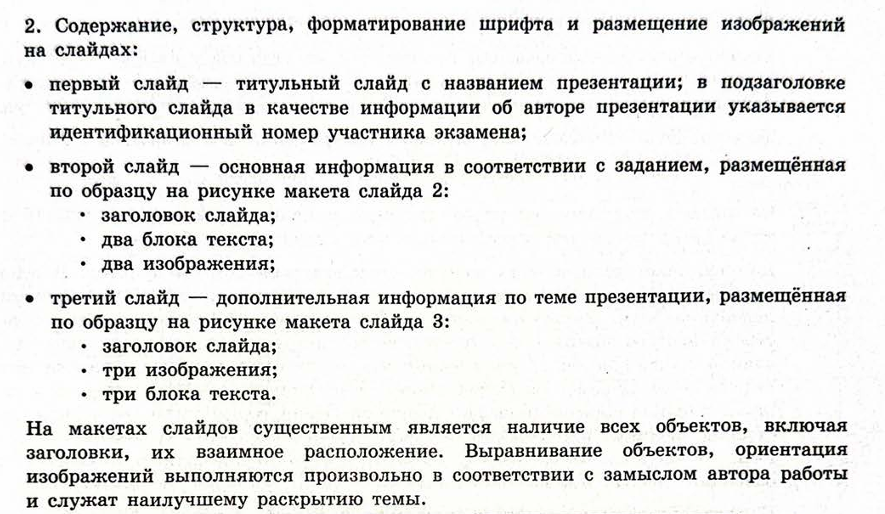 2. Содержание, структура, форматирование шрифта и размещение изображений
на слайдах:
• первый слайд — титульный слайд с названием презентации; в подзаголовке
титульного слайда в качестве информации об авторе презентации указывается
идентификационный номер участника экзамена;
• второй слайд — основная информация в соответствии с заданием, размещённая
по образцу на рисунке макета слайда 2:
• заголовок слайда;
• два блока текста;
• два изображения;
• третий слайд — дополнительная информация по теме презентации, размещённая
по образцу на рисунке макета слайда 3:
• заголовок слайда;
• три изображения;
• три блока текста.
На макетах слайдов существенным является наличие всех объектов, включая
заголовки, их взаимное расположение. Выравнивание объектов, ориентация
изображений выполняются произвольно в соответствии с замыслом автора работы
и служат наилучшему раскрытию темы.